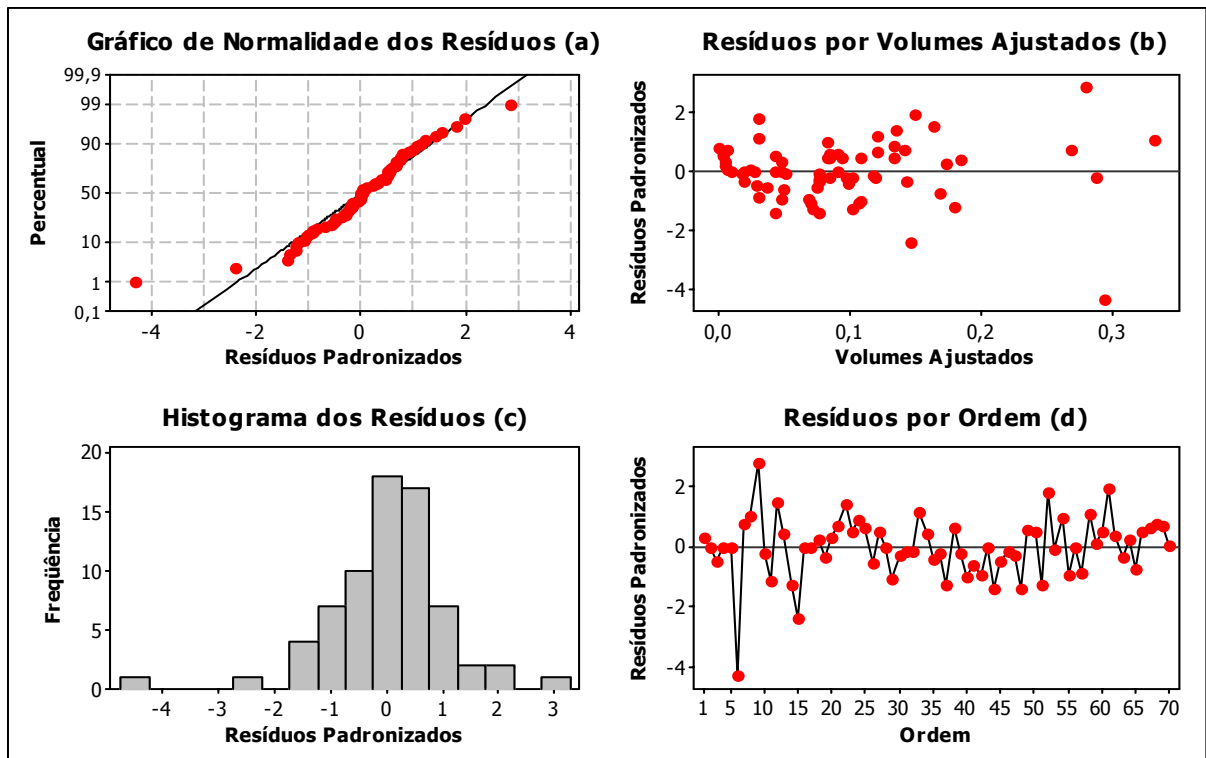 Gráfico de Normalidade dos Resíduos (a)
Percentual
99,9
99
90
50
10
1
0,1
-4 -2 0 2 4
Resíduos Padronizados
Resíduos por Volumes Ajustados (b)
Resíduos Padronizados
2
0
-2
-4
0,0 0,1 0,2 0,3
Volumes Ajustados
Histograma dos Resíduos (c)
Freqüência
20
15
10
5
0
-4 -3 -2 -1 0 1 2 3
Resíduos Padronizados
Resíduos por Ordem (d)
Resíduos Padronizados
2
0
-2
-4
1 5 10 15 20 25 30 35 40 45 50 55 60 65 70
Ordem